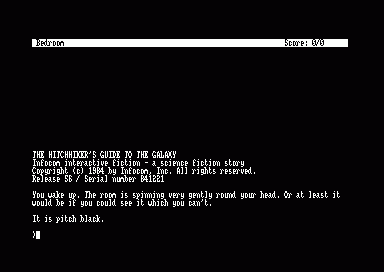 Bedroom Score: 0/0
THE HITCHHIKER'S GUIDE TO THE GALAXY
Infocom interactive fiction - a science fiction story
Copyright (c) 1984 by Infocom, Inc. All rights reserved.
Release 56 / Serial number 841221
You wake up. The room is spinning very gently round your head. Or at least it
would be if you could see it which you can't.
It is pitch black.
>